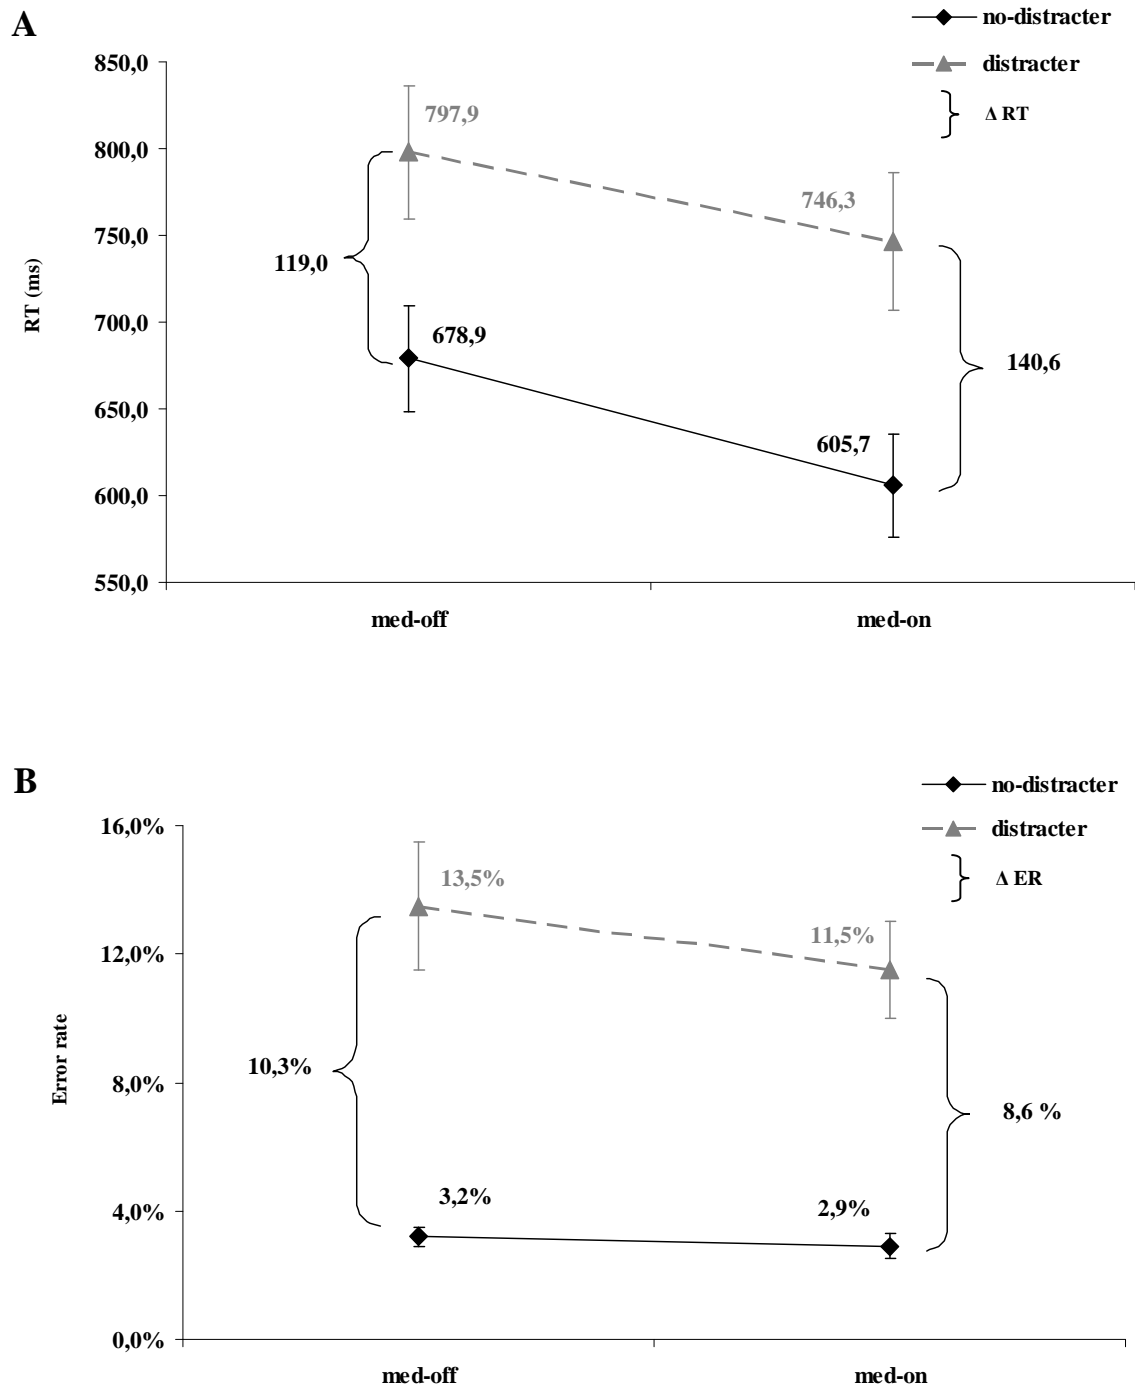 A
no-distracter
distracter
Δ RT
850,0
800,0
750,0
700,0
650,0
600,0
550,0
RT (ms)
797,9
746,3
119,0
678,9
140,6
605,7
med-off
med-on
B
no-distracter
distracter
Δ ER
16,0%
12,0%
8,0%
4,0%
0,0%
Error rate
13,5%
11,5%
10,3%
8,6 %
3,2%
2,9%
med-off
med-on